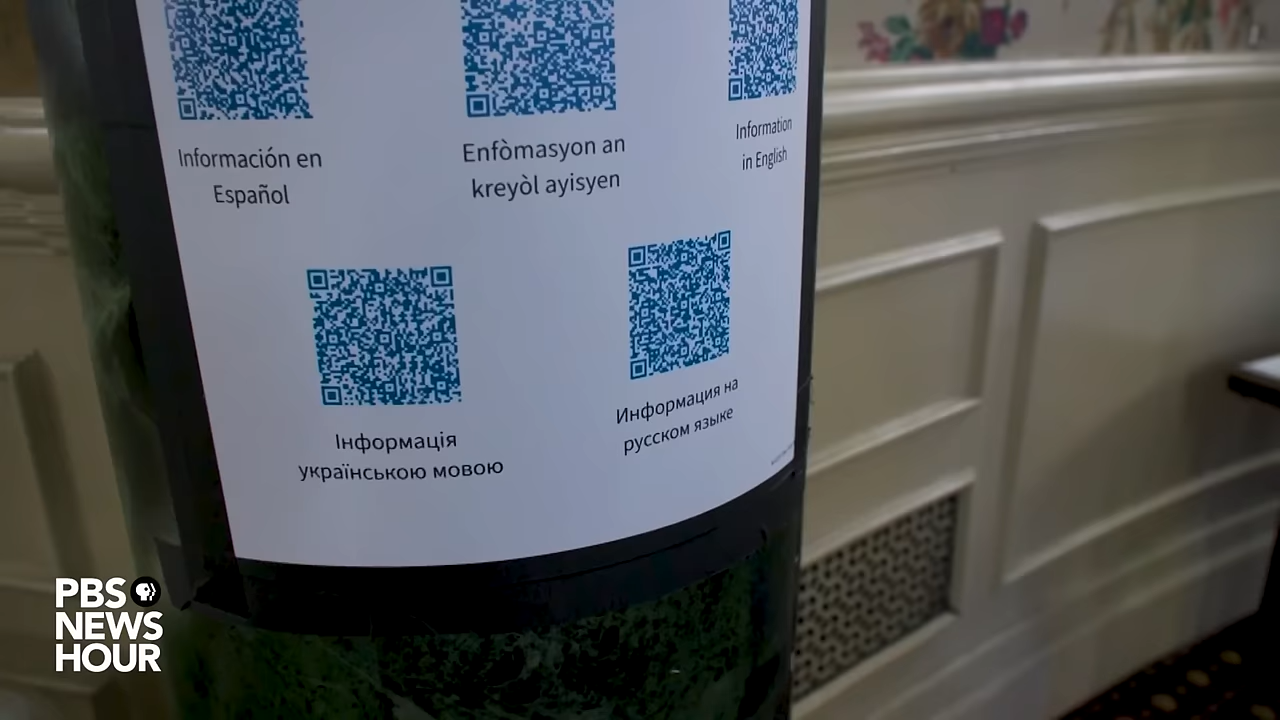 Información en
Español
Enfòmasyon an
kreyòl ayisyen
Information
in English
Інформація
українською мовою
Информация на
русском языке
PBS
NEWS
HOUR